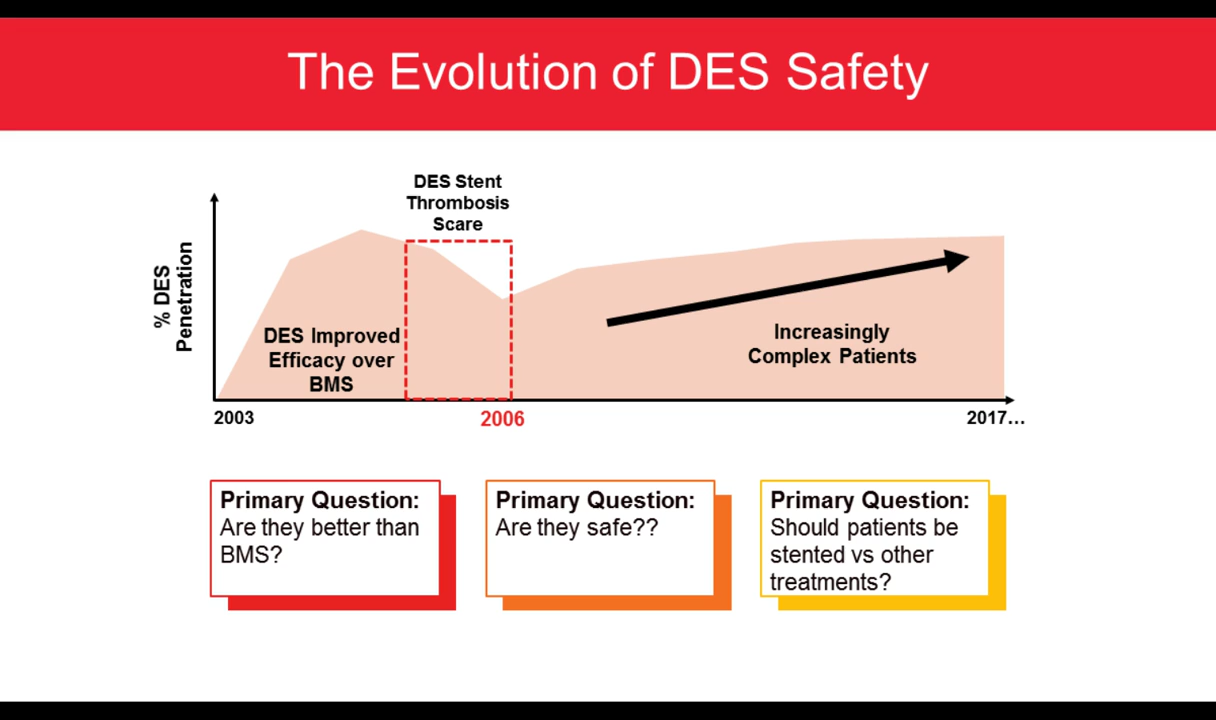 The Evolution of DES Safety
DES Stent
Thrombosis
Scare
% DES
Penetration
DES Improved
Efficacy over
BMS
Increasingly
Complex Patients
2003
2006
2017...
Primary Question:
Are they better than
BMS?
Primary Question:
Are they safe??
Primary Question:
Should patients be
stented vs other
treatments?